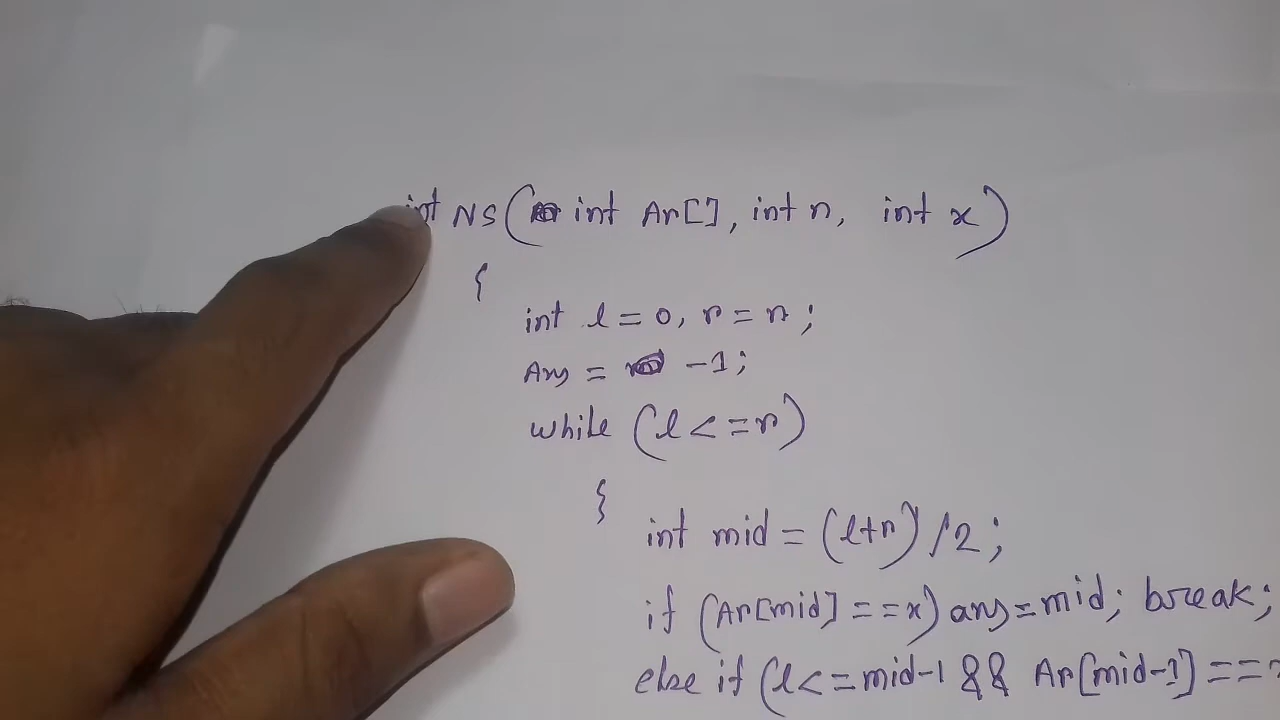 int NS( int Ar[], int n, int x)
{
int l = 0, r = n;
Ans = -1;
while (l <= r)
{
int mid = (l+r) /2;
if (Ar[mid] == x) ans = mid; break;
else if (l <= mid-1 && Ar[mid-1] ==